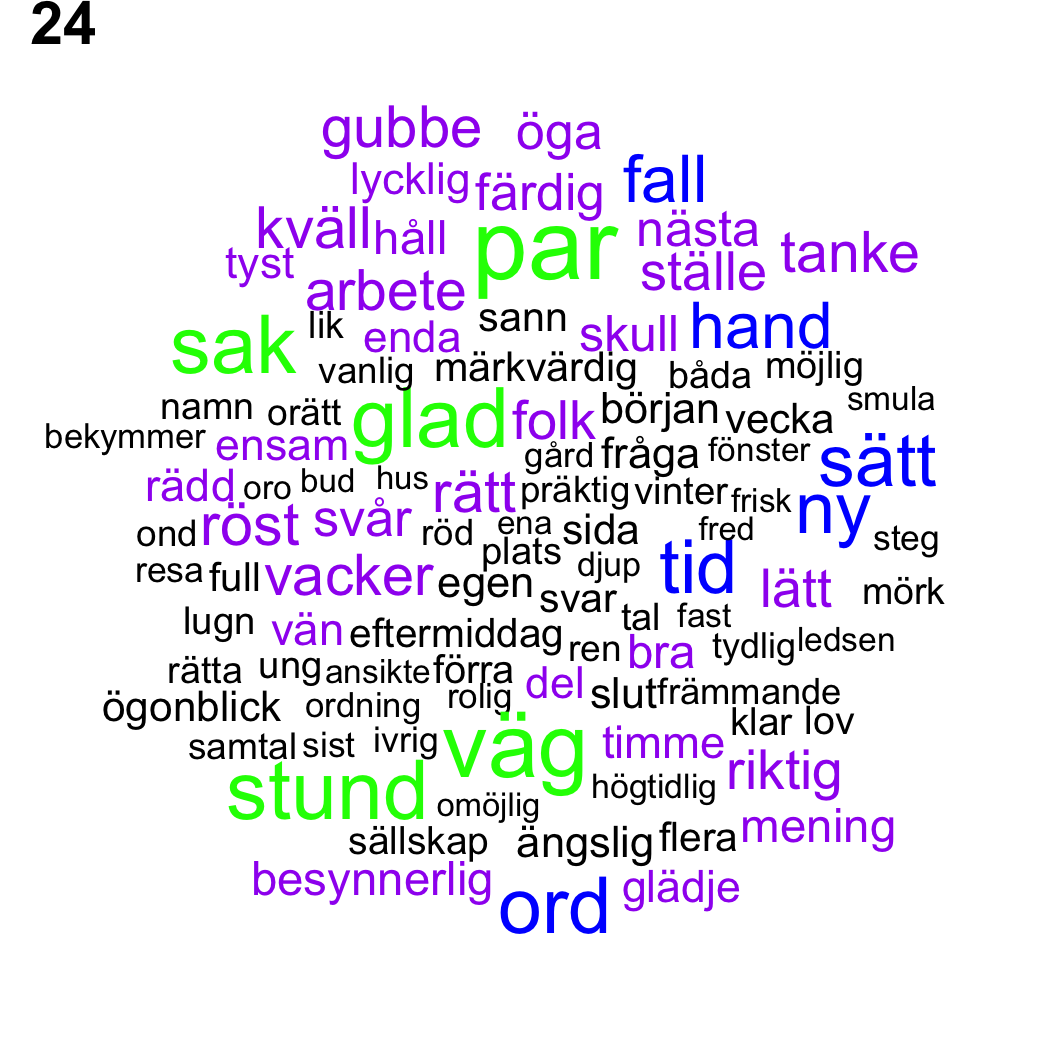 24
gubbe öga
lycklig färdig fall
kväll håll par nästa tanke
tyst arbete ställe
sak lik enda sann skull hand
vanlig märkvärdig båda möjlig
namn orätt glad folk början vecka smula
bekymmer ensam gård fråga fönster sätt
rädd oro bud hus rätt präktig vinter frisk ny
ond röst svår röd ena sida fred steg
plats
resa full vacker egen djup tid lätt mörk
svar
lugn vän eftermiddag tal fast
ren bra tydlig ledsen
rätta ung ansikte förra
ögonblick ordning rolig del slut främmande
klar lov
samtal sist ivrig väg timme
stund omöjlig högtidlig riktig
sällskap ängslig flera mening
besynnerlig ord glädje